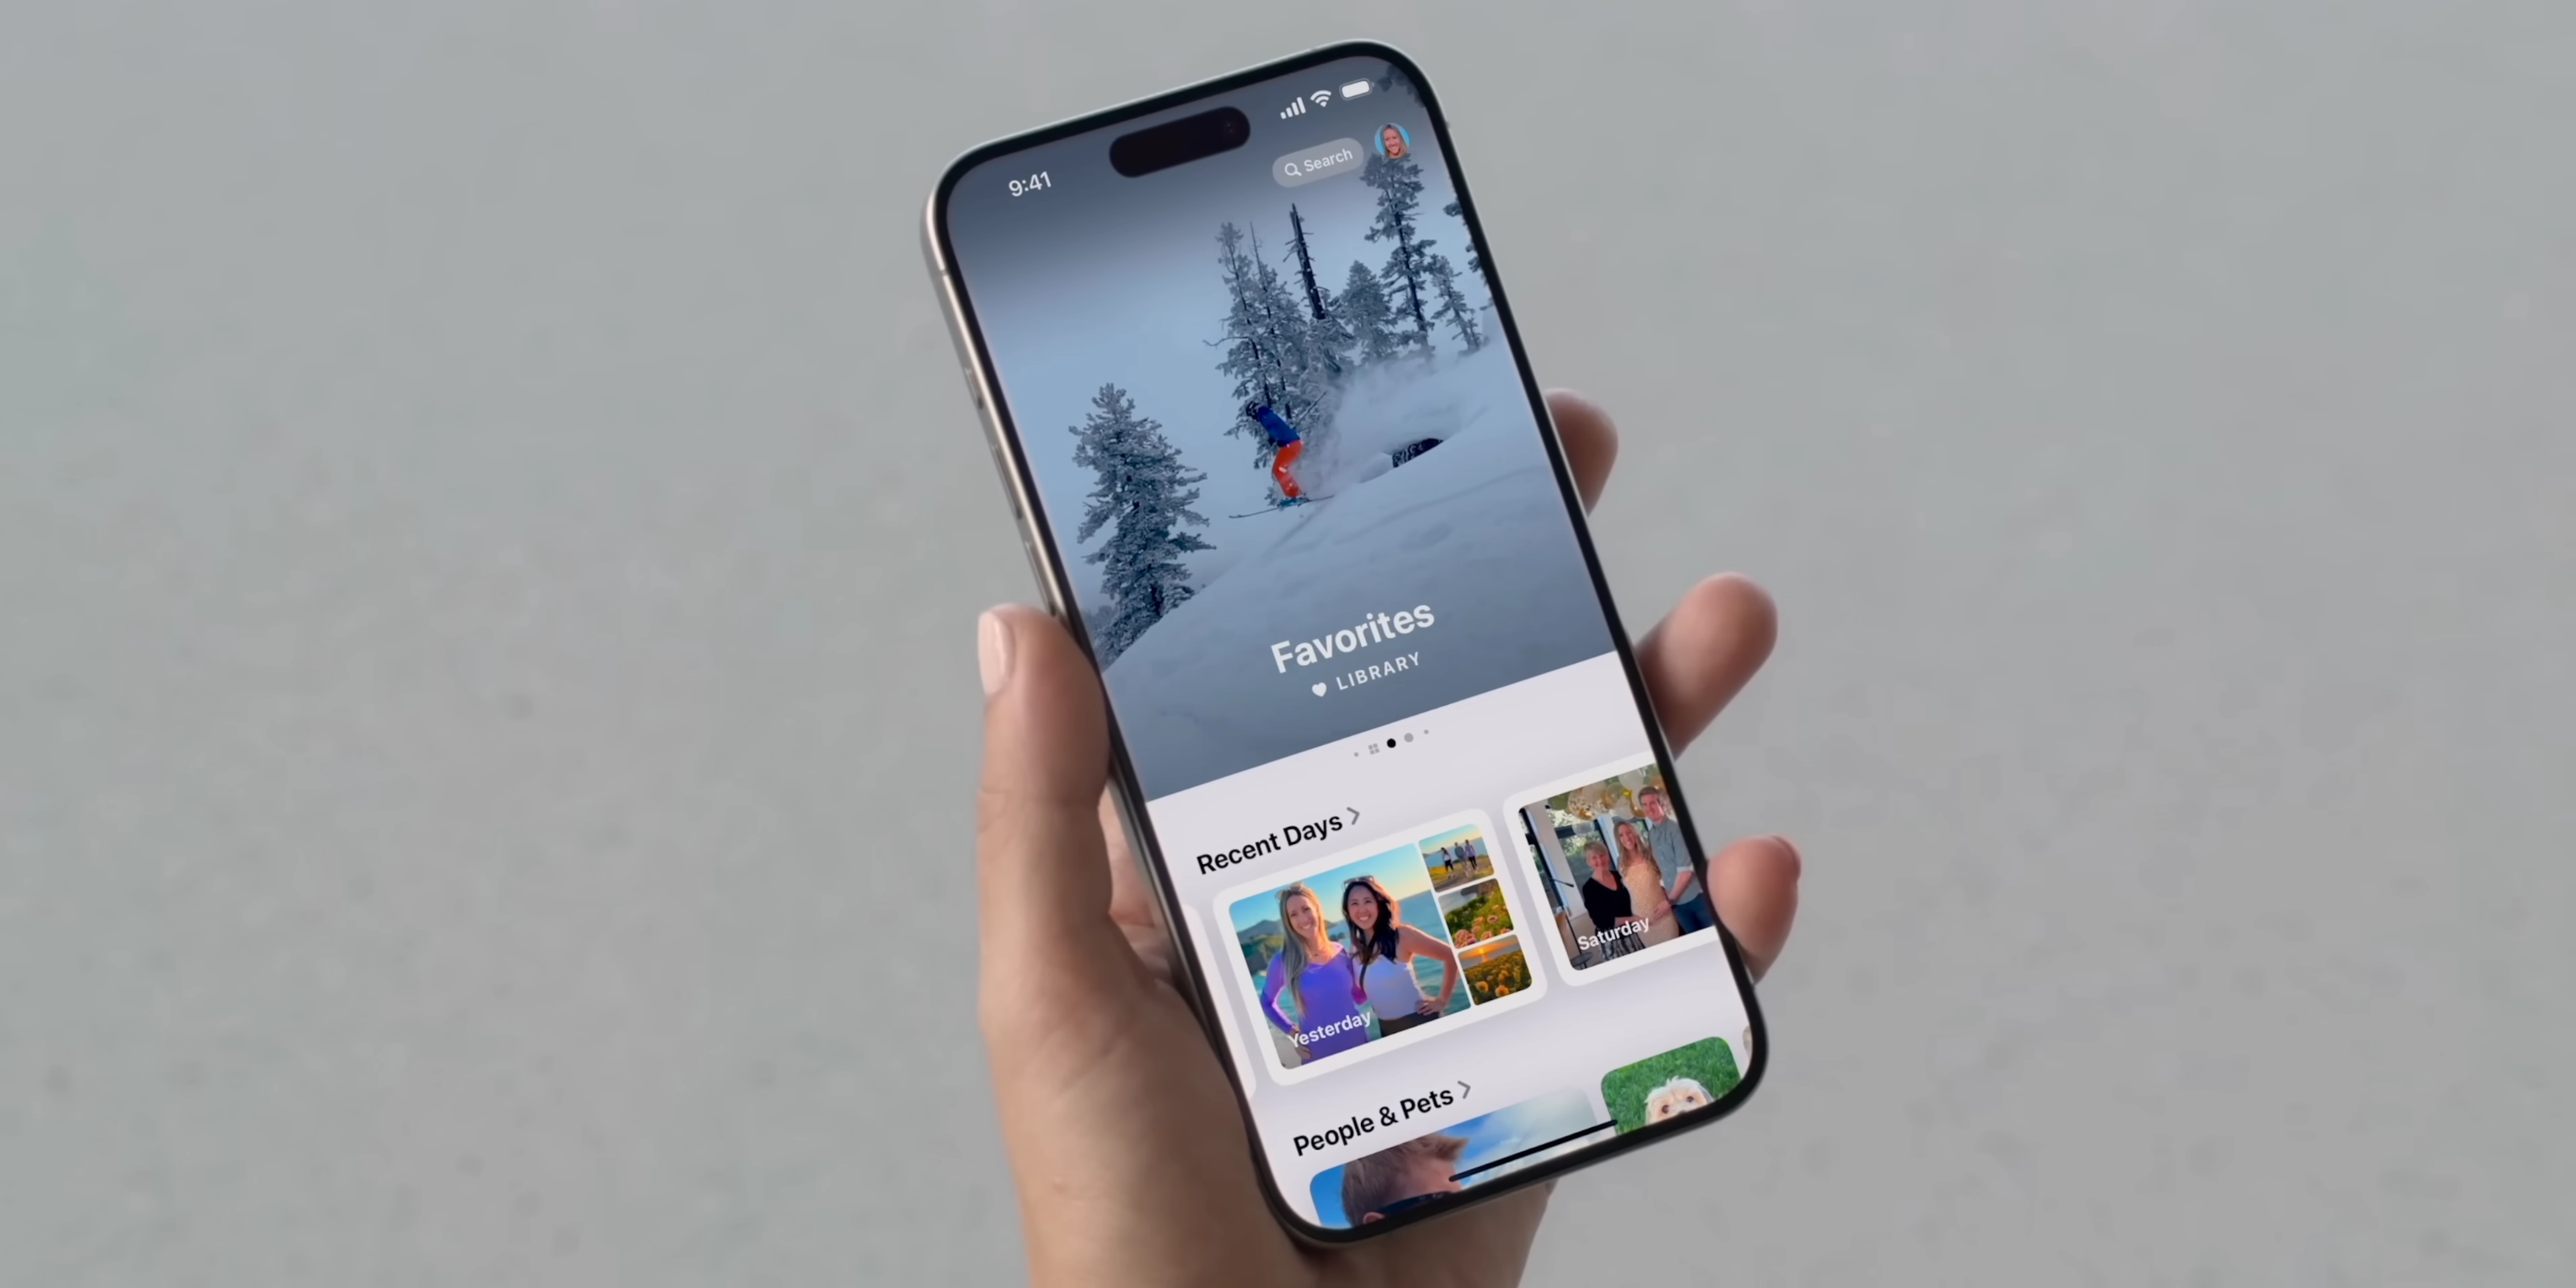 9:41
Search
Favorites
LIBRARY
Recent Days
Yesterday
Saturday
People & Pets